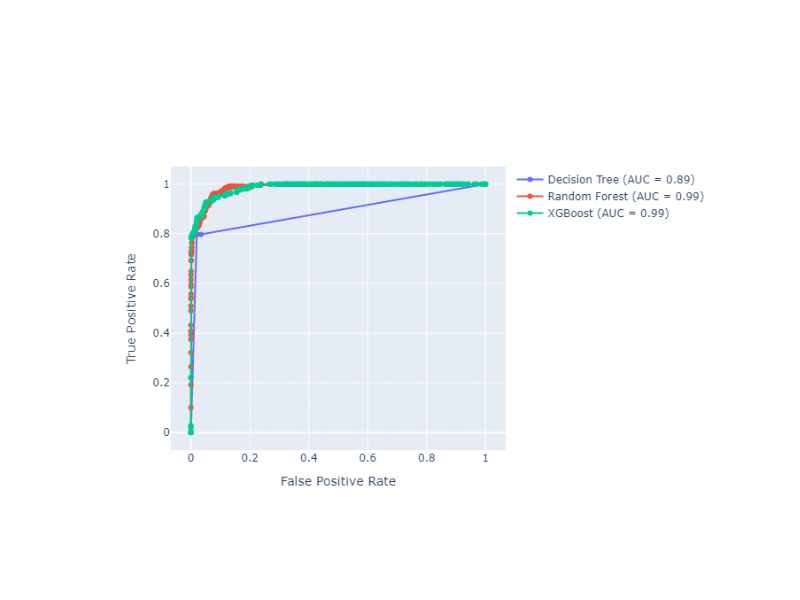 Decision Tree (AUC = 0.89)
Random Forest (AUC = 0.99)
XGBoost (AUC = 0.99)
1
0.8
0.6
0.4
0.2
0
True Positive Rate
0 0.2 0.4 0.6 0.8 1
False Positive Rate